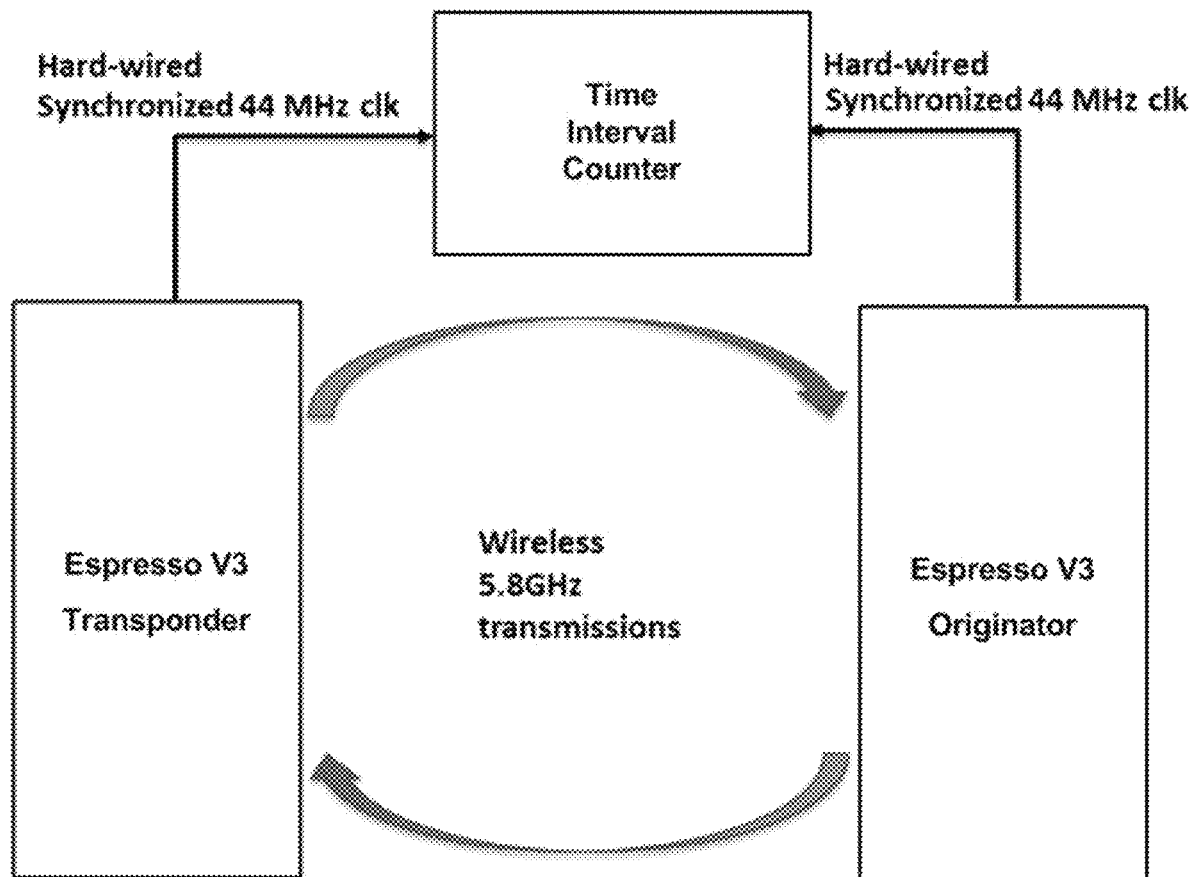 Hard-wired
Synchronized 44 MHz clk
Time
Interval
Counter
Hard-wired
Synchronized 44 MHz clk
Espresso V3
Transponder
Wireless
5.8GHz
transmissions
Espresso V3
Originator